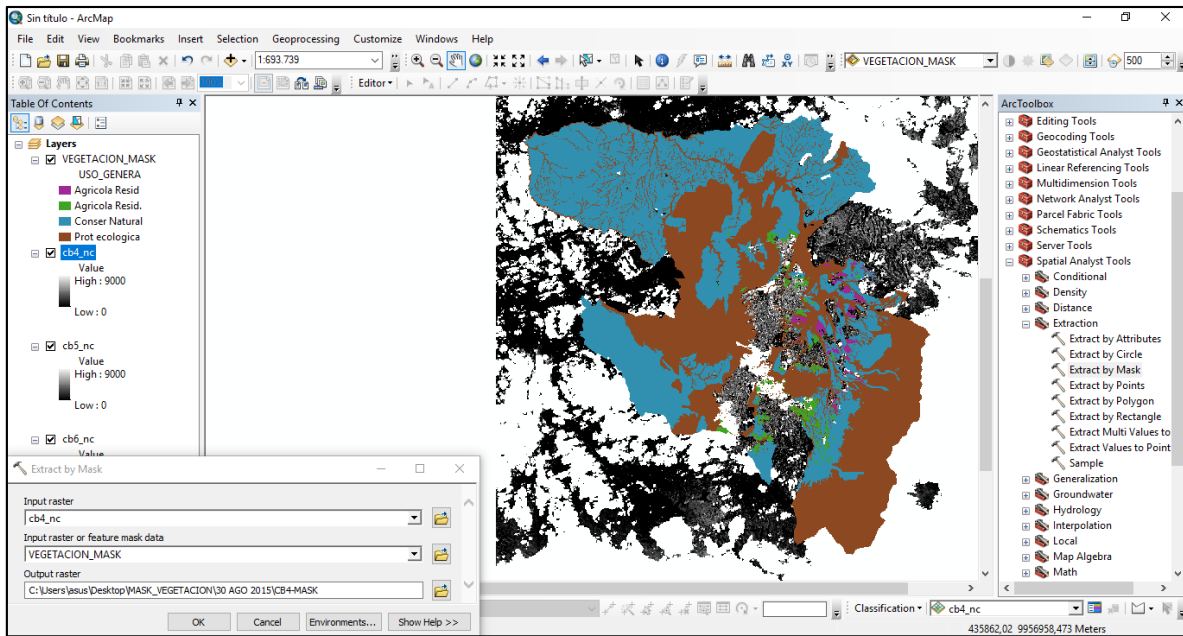 Sin título - ArcMap
File Edit View Bookmarks Insert Selection Geoprocessing Customize Windows Help
1:693.739
VEGETACION_MASK
500
Editor
Table Of Contents
Layers
VEGETACION_MASK
USO_GENERA
Agricola Resid
Agricola Resid.
Conser Natural
Prot ecologica
cb4_nc
Value
High : 9000
Low : 0
cb5_nc
Value
High : 9000
Low : 0
cb6_nc
Value
ArcToolbox
Editing Tools
Geocoding Tools
Geostatistical Analyst Tools
Linear Referencing Tools
Multidimension Tools
Network Analyst Tools
Parcel Fabric Tools
Schematics Tools
Server Tools
Spatial Analyst Tools
Conditional
Density
Distance
Extraction
Extract by Attributes
Extract by Circle
Extract by Mask
Extract by Points
Extract by Polygon
Extract by Rectangle
Extract Multi Values to
Extract Values to Point
Sample
Generalization
Groundwater
Hydrology
Interpolation
Local
Map Algebra
Math
Extract by Mask
Input raster
cb4_nc
Input raster or feature mask data
VEGETACION_MASK
Output raster
C:\Users\asus\Desktop\MASK_VEGETACION\30 AGO 2015\CB4-MASK
OK Cancel Environments... Show Help >>
Classification cb4_nc
435862,02 9956958,473 Meters